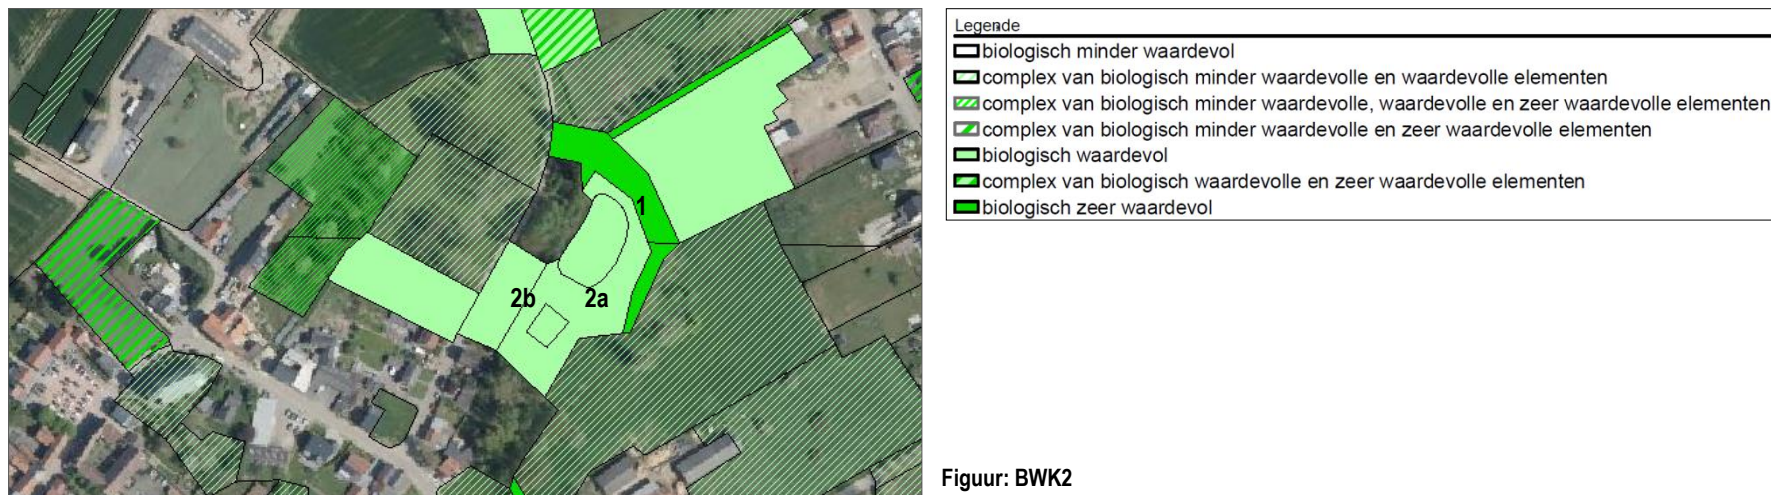 Legende
biologisch minder waardevol
complex van biologisch minder waardevolle en waardevolle elementen
complex van biologisch minder waardevolle, waardevolle en zeer waardevolle elementen
complex van biologisch minder waardevolle en zeer waardevolle elementen
biologisch waardevol
complex van biologisch waardevolle en zeer waardevolle elementen
biologisch zeer waardevol
1
2b
2a
Figuur: BWK2